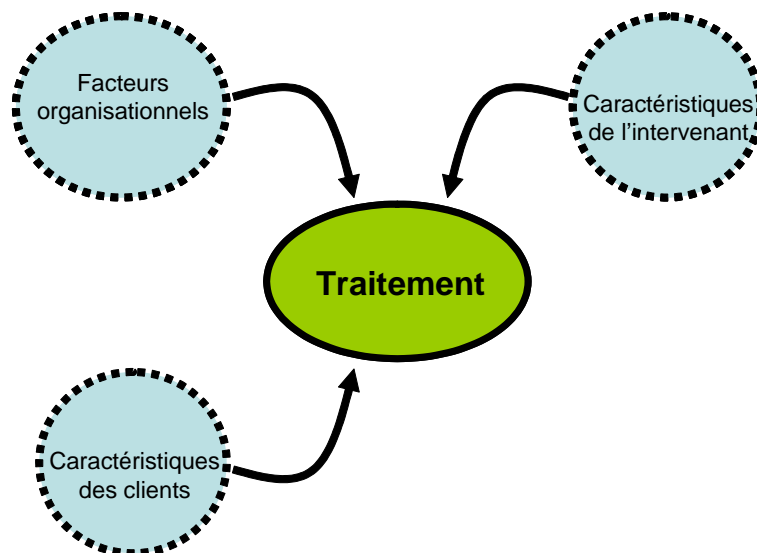 Facteurs
organisationnels
Caractéristiques
de l'intervenant
Traitement
Caractéristiques
des clients